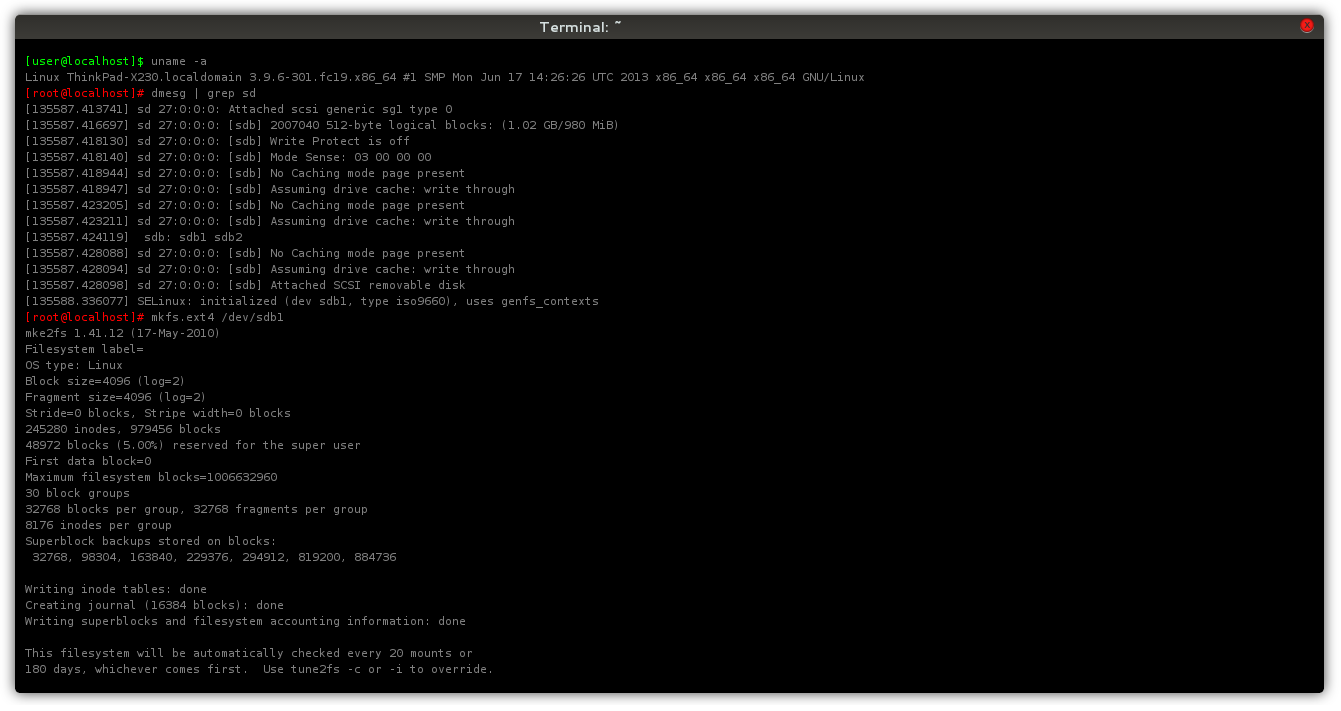 Terminal: ~
[user@localhost]$ uname -a
Linux ThinkPad-X230.localdomain 3.9.6-301.fc19.x86_64 #1 SMP Mon Jun 17 14:26:26 UTC 2013 x86_64 x86_64 x86_64 GNU/Linux
[root@localhost]# dmesg | grep sd
[135587.413741] sd 27:0:0:0: Attached scsi generic sg1 type 0
[135587.416697] sd 27:0:0:0: [sdb] 2007040 512-byte logical blocks: (1.02 GB/980 MiB)
[135587.418130] sd 27:0:0:0: [sdb] Write Protect is off
[135587.418140] sd 27:0:0:0: [sdb] Mode Sense: 03 00 00 00
[135587.418944] sd 27:0:0:0: [sdb] No Caching mode page present
[135587.418947] sd 27:0:0:0: [sdb] Assuming drive cache: write through
[135587.423205] sd 27:0:0:0: [sdb] No Caching mode page present
[135587.423211] sd 27:0:0:0: [sdb] Assuming drive cache: write through
[135587.424119]  sdb: sdb1 sdb2
[135587.428088] sd 27:0:0:0: [sdb] No Caching mode page present
[135587.428094] sd 27:0:0:0: [sdb] Assuming drive cache: write through
[135587.428098] sd 27:0:0:0: [sdb] Attached SCSI removable disk
[135588.336077] SELinux: initialized (dev sdb1, type iso9660), uses genfs_contexts
[root@localhost]# mkfs.ext4 /dev/sdb1
mke2fs 1.41.12 (17-May-2010)
Filesystem label=
OS type: Linux
Block size=4096 (log=2)
Fragment size=4096 (log=2)
Stride=0 blocks, Stripe width=0 blocks
245280 inodes, 979456 blocks
48972 blocks (5.00%) reserved for the super user
First data block=0
Maximum filesystem blocks=1006632960
30 block groups
32768 blocks per group, 32768 fragments per group
8176 inodes per group
Superblock backups stored on blocks:
 32768, 98304, 163840, 229376, 294912, 819200, 884736
Writing inode tables: done
Creating journal (16384 blocks): done
Writing superblocks and filesystem accounting information: done
This filesystem will be automatically checked every 20 mounts or
180 days, whichever comes first.  Use tune2fs -c or -i to override.